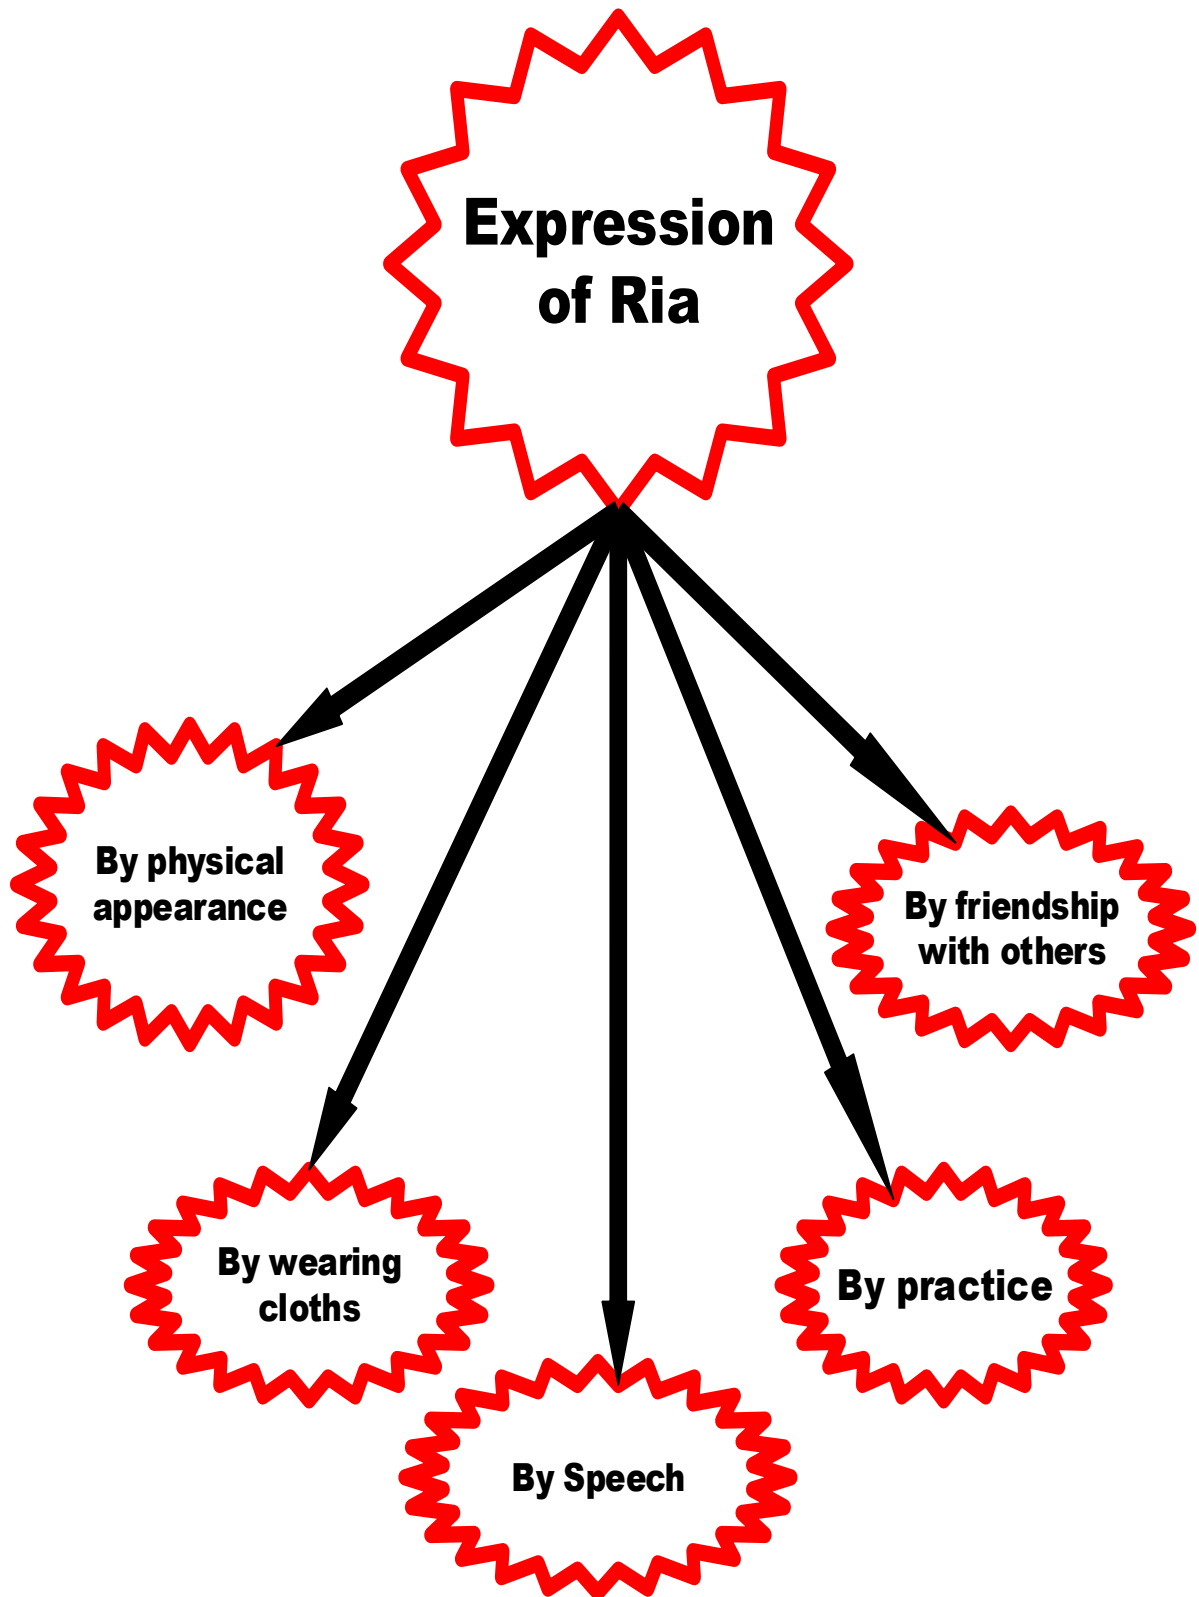 Expression
of Ria
By physical
appearance
By friendship
with others
By wearing
cloths
By practice
By Speech